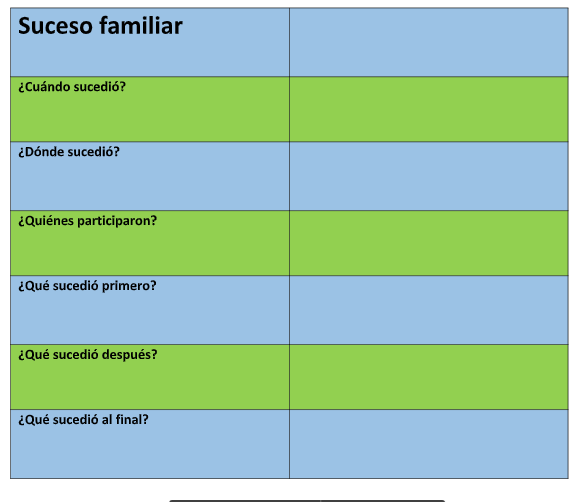 Suceso familiar
¿Cuándo sucedió?
¿Dónde sucedió?
¿Quiénes participaron?
¿Qué sucedió primero?
¿Qué sucedió después?
¿Qué sucedió al final?